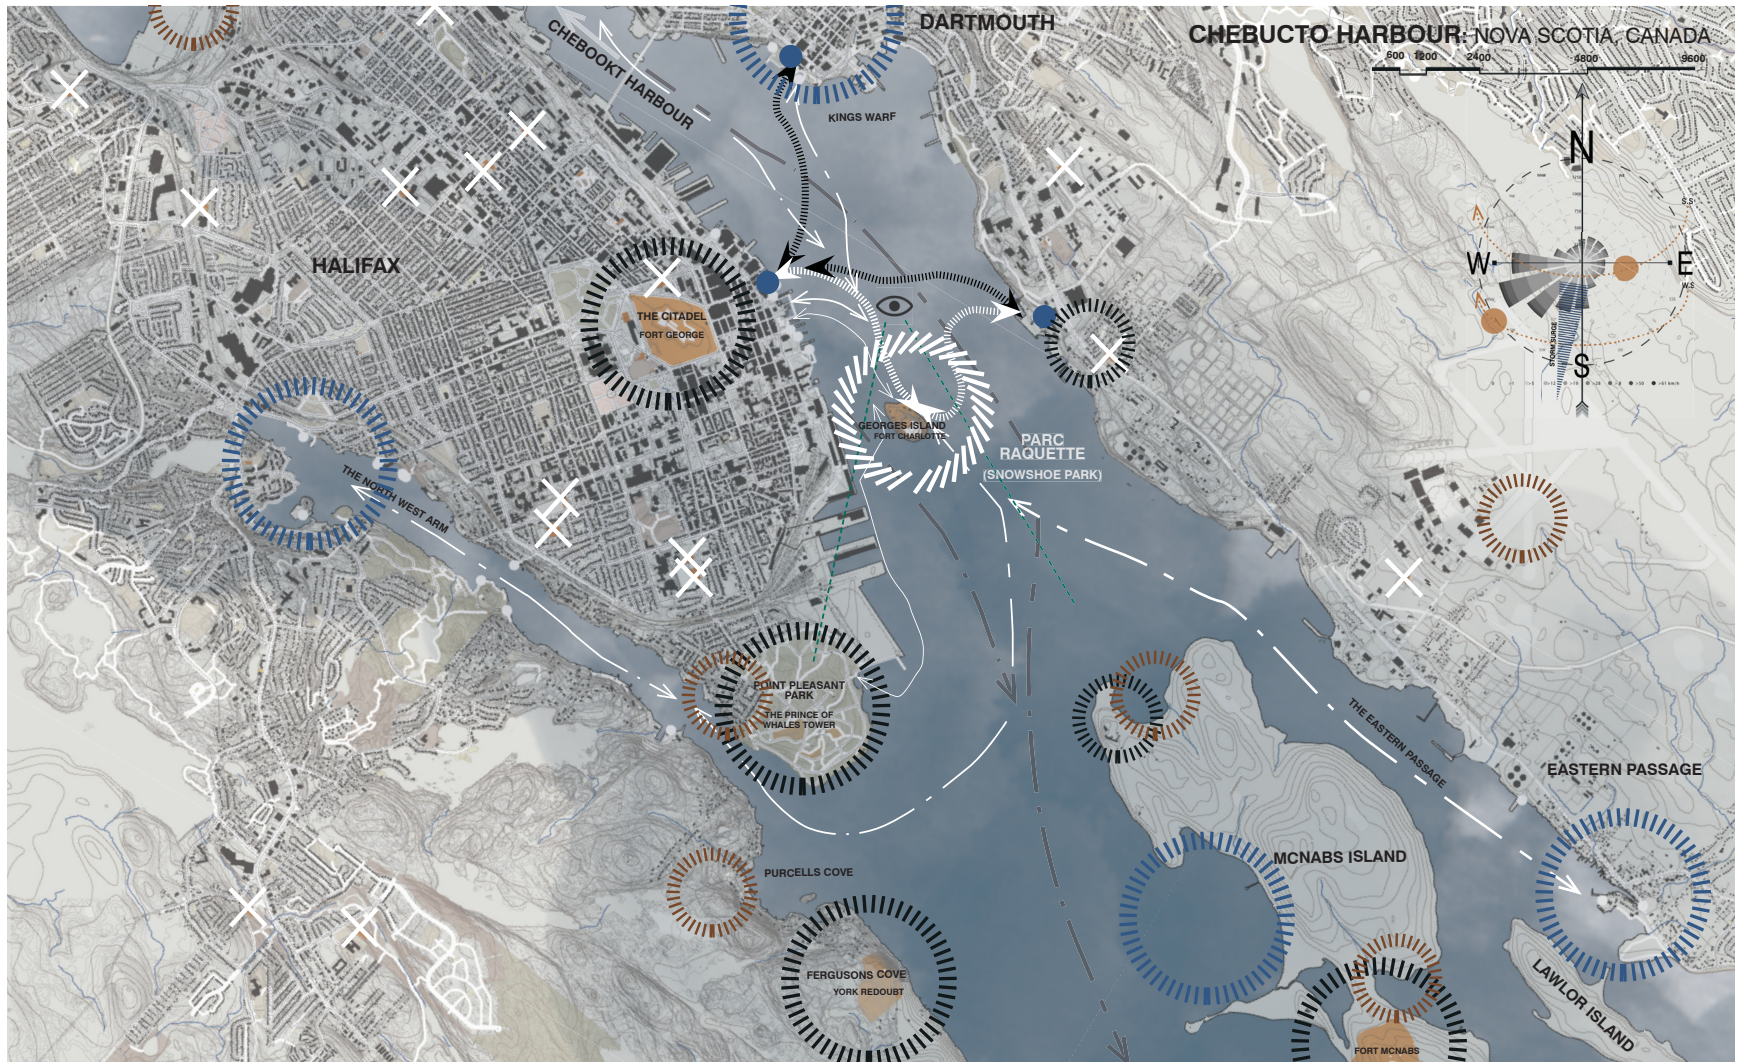 DARTMOUTH
CHEBUCTO HARBOUR: NOVA SCOTIA, CANADA
600 1200 2400 4800 9600
CHEBOOKT HARBOUR
KINGS WARF
N
S.S
HALIFAX
W E
W.S
THE CITADEL
FORT GEORGE
STORM SURGE
S
GEORGES ISLAND
FORT CHARLOTTE
PARC
RAQUETTE
(SNOWSHOE PARK)
THE NORTH WEST ARM
POINT PLEASANT
PARK
THE PRINCE OF
WHALES TOWER
THE EASTERN PASSAGE
EASTERN PASSAGE
MCNABS ISLAND
PURCELLS COVE
FERGUSONS COVE
YORK REDOUBT
LAWLOR ISLAND
FORT MCNABS